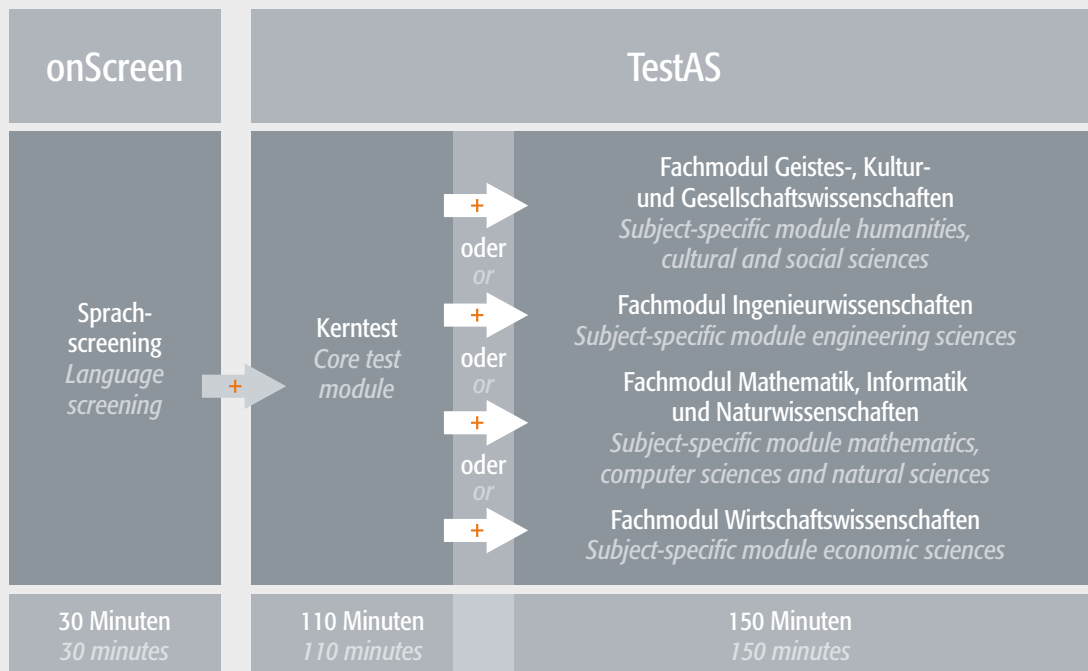 onScreen
TestAS
Sprach-
screening
Language
screening
+
Kerntest
Core test
module
+
oder
or
+
oder
or
+
oder
or
+
Fachmodul Geistes-, Kultur-
und Gesellschaftswissenschaften
Subject-specific module humanities,
cultural and social sciences
Fachmodul Ingenieurwissenschaften
Subject-specific module engineering sciences
Fachmodul Mathematik, Informatik
und Naturwissenschaften
Subject-specific module mathematics,
computer sciences and natural sciences
Fachmodul Wirtschaftswissenschaften
Subject-specific module economic sciences
30 Minuten
30 minutes
110 Minuten
110 minutes
150 Minuten
150 minutes